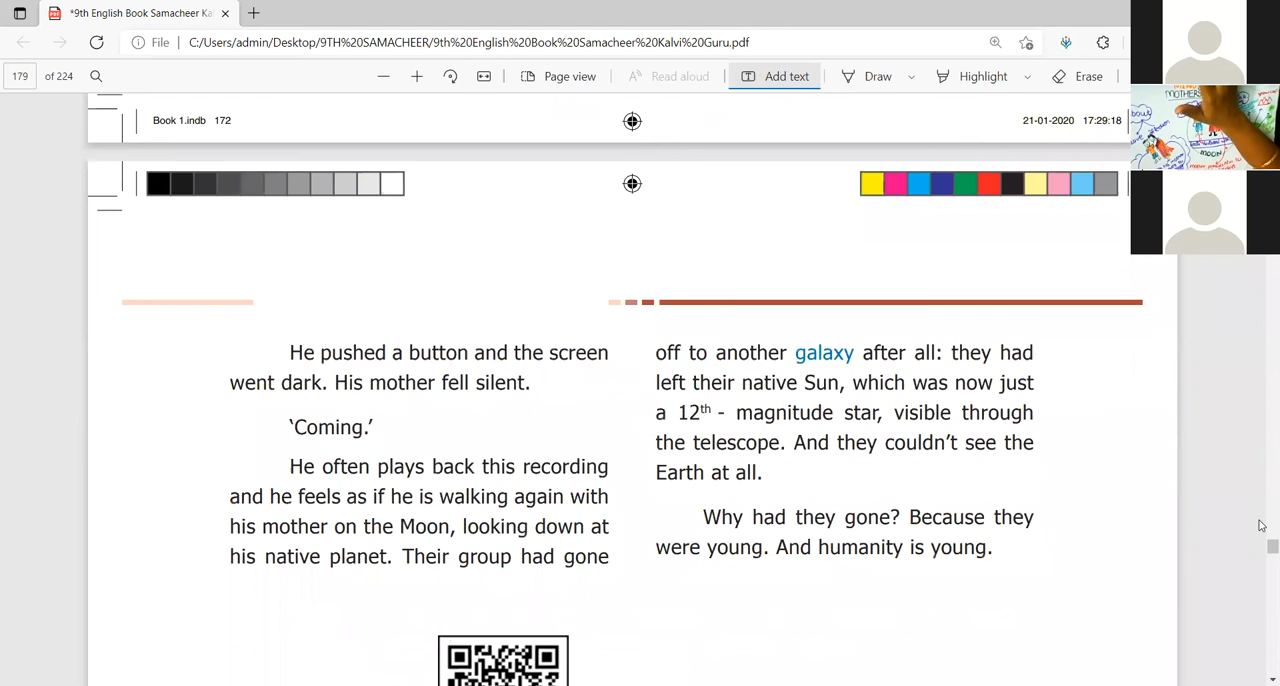 *9th English Book Samacheer Ka
File
C:/Users/admin/Desktop/9TH%20SAMACHEER/9th%20English%20Book%20Samacheer%20Kalvi%20Guru.pdf
179 of 224
Page view
Read aloud
Add text
Draw
Highlight
Erase
Book 1.indb 172
21-01-2020 17:29:18
MOTHERS
MOON
He pushed a button and the screen
went dark. His mother fell silent.
‘Coming.’
He often plays back this recording
and he feels as if he is walking again with
his mother on the Moon, looking down at
his native planet. Their group had gone
off to another galaxy after all: they had
left their native Sun, which was now just
a 12th - magnitude star, visible through
the telescope. And they couldn’t see the
Earth at all.
Why had they gone? Because they
were young. And humanity is young.